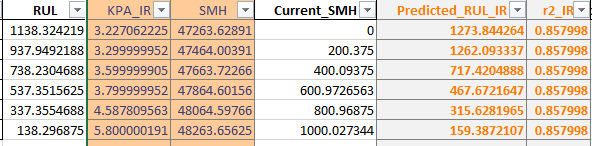 RUL KPA_IR SMH Current_SMH Predicted_RUL_IR r2_IR
1138.324219 3.227062225 47263.62891 0 1273.844264 0.857998
937.9492188 3.299999952 47464.00391 200.375 1262.093337 0.857998
738.2304688 3.599999905 47663.72266 400.09375 717.4204888 0.857998
537.3515625 3.799999952 47864.60156 600.9726563 467.6721647 0.857998
337.3554688 4.587809563 48064.59766 800.96875 315.6281965 0.857998
138.296875 5.800000191 48263.65625 1000.027344 159.3872107 0.857998